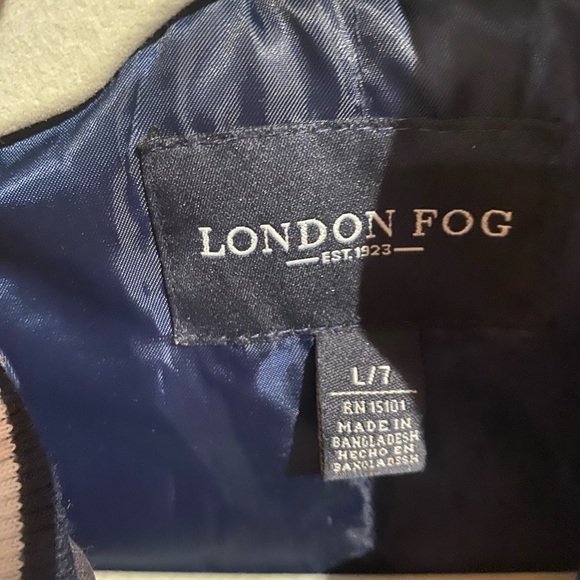 LONDON FOG
EST. 1923
L/7
RN 15101
MADE IN
BANGLADESH
HECHO EN
BANGLADESH